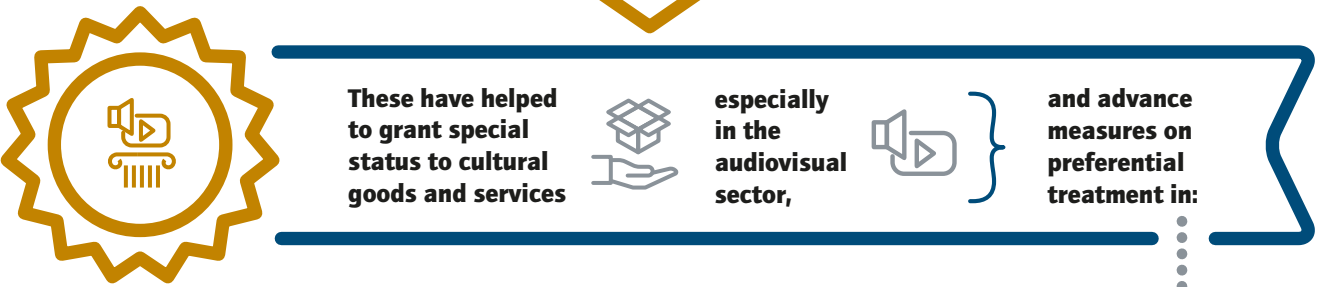 These have helped
to grant special
status to cultural
goods and services
especially
in the
audiovisual
sector,
and advance
measures on
preferential
treatment in: